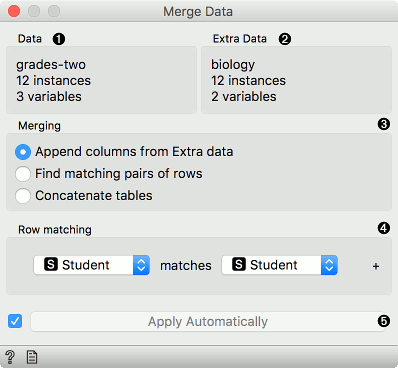 Merge Data
Data ❶
Extra Data ❷
grades-two
12 instances
3 variables
biology
12 instances
2 variables
Merging ❸
Append columns from Extra data
Find matching pairs of rows
Concatenate tables
Row matching ❹
S Student matches S Student +
Apply Automatically ❺
?